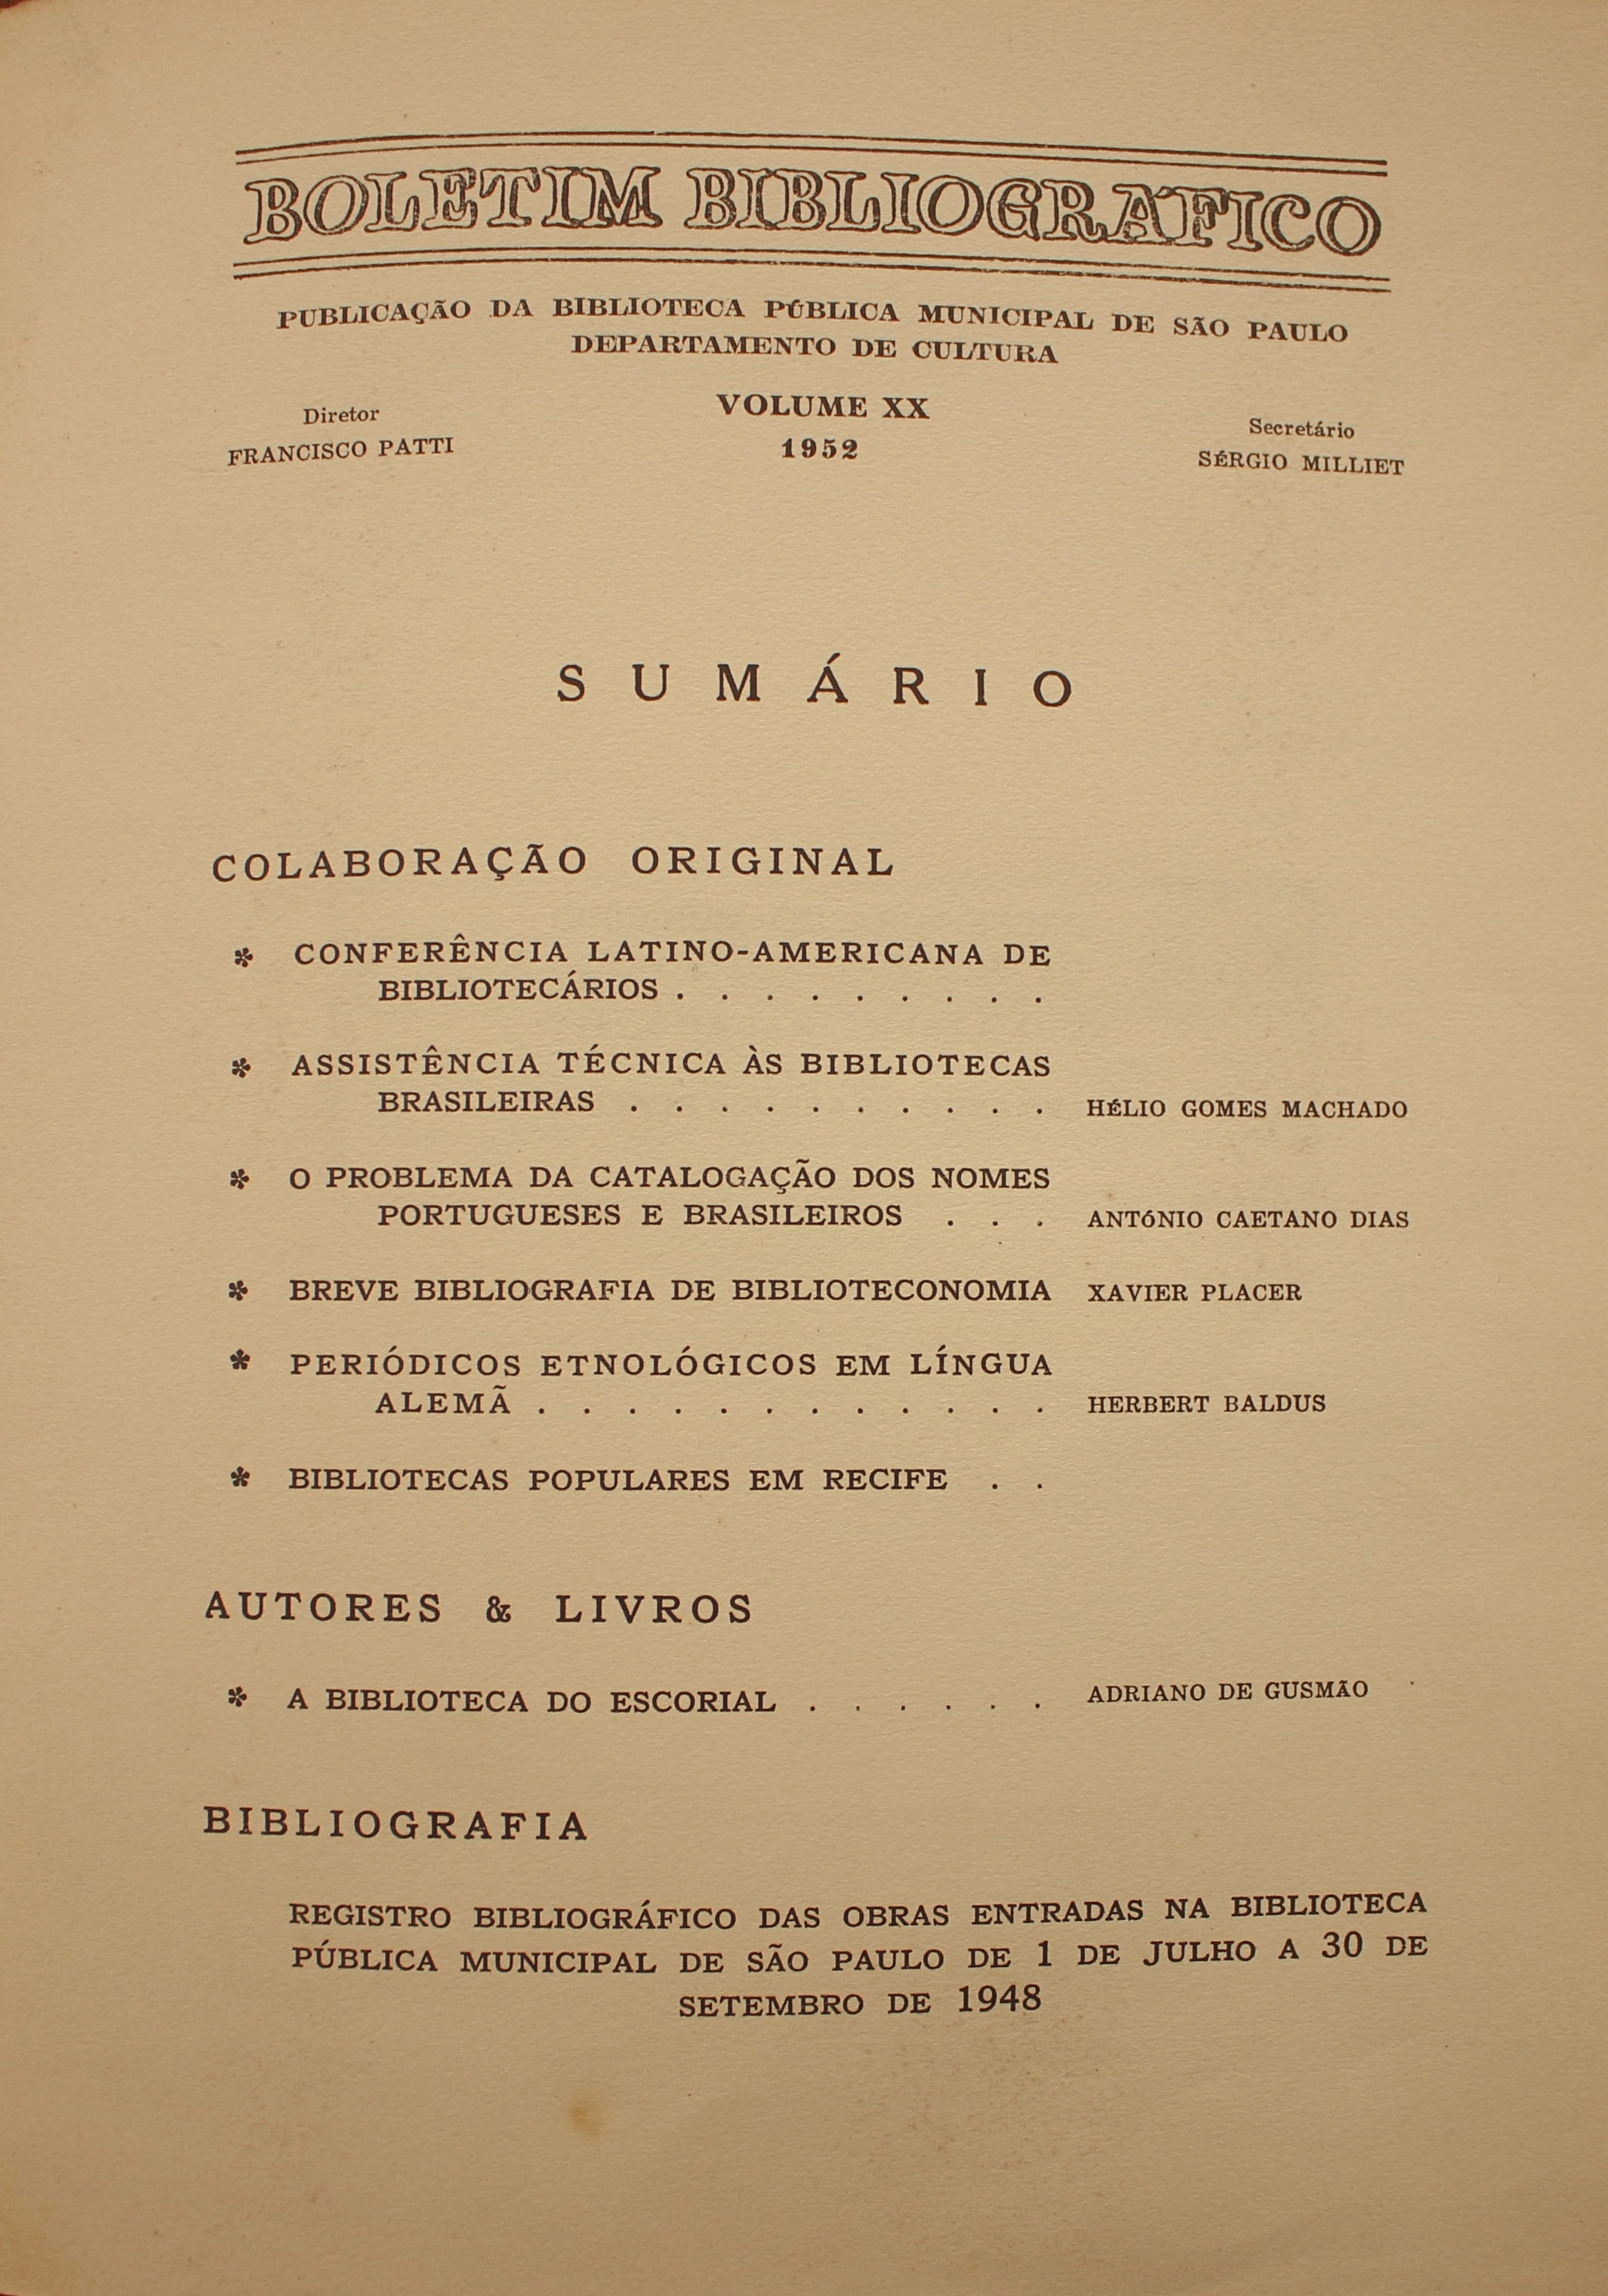 BOLETIM BIBLIOGRÁFICO
PUBLICAÇÃO DA BIBLIOTECA PÚBLICA MUNICIPAL DE SÃO PAULO
DEPARTAMENTO DE CULTURA
Diretor
FRANCISCO PATTI
VOLUME XX
1952
Secretário
SÉRGIO MILLIET
SUMÁRIO
COLABORAÇÃO ORIGINAL
* CONFERÊNCIA LATINO-AMERICANA DE
BIBLIOTECÁRIOS . . . . . . . . .
* ASSISTÊNCIA TÉCNICA ÀS BIBLIOTECAS
BRASILEIRAS . . . . . . . . . . HÉLIO GOMES MACHADO
* O PROBLEMA DA CATALOGAÇÃO DOS NOMES
PORTUGUESES E BRASILEIROS . . . ANTÓNIO CAETANO DIAS
* BREVE BIBLIOGRAFIA DE BIBLIOTECONOMIA XAVIER PLACER
* PERIÓDICOS ETNOLÓGICOS EM LÍNGUA
ALEMÃ . . . . . . . . . . . . HERBERT BALDUS
* BIBLIOTECAS POPULARES EM RECIFE . .
AUTORES & LIVROS
* A BIBLIOTECA DO ESCORIAL . . . . . . ADRIANO DE GUSMÃO
BIBLIOGRAFIA
REGISTRO BIBLIOGRÁFICO DAS OBRAS ENTRADAS NA BIBLIOTECA
PÚBLICA MUNICIPAL DE SÃO PAULO DE 1 DE JULHO A 30 DE
SETEMBRO DE 1948